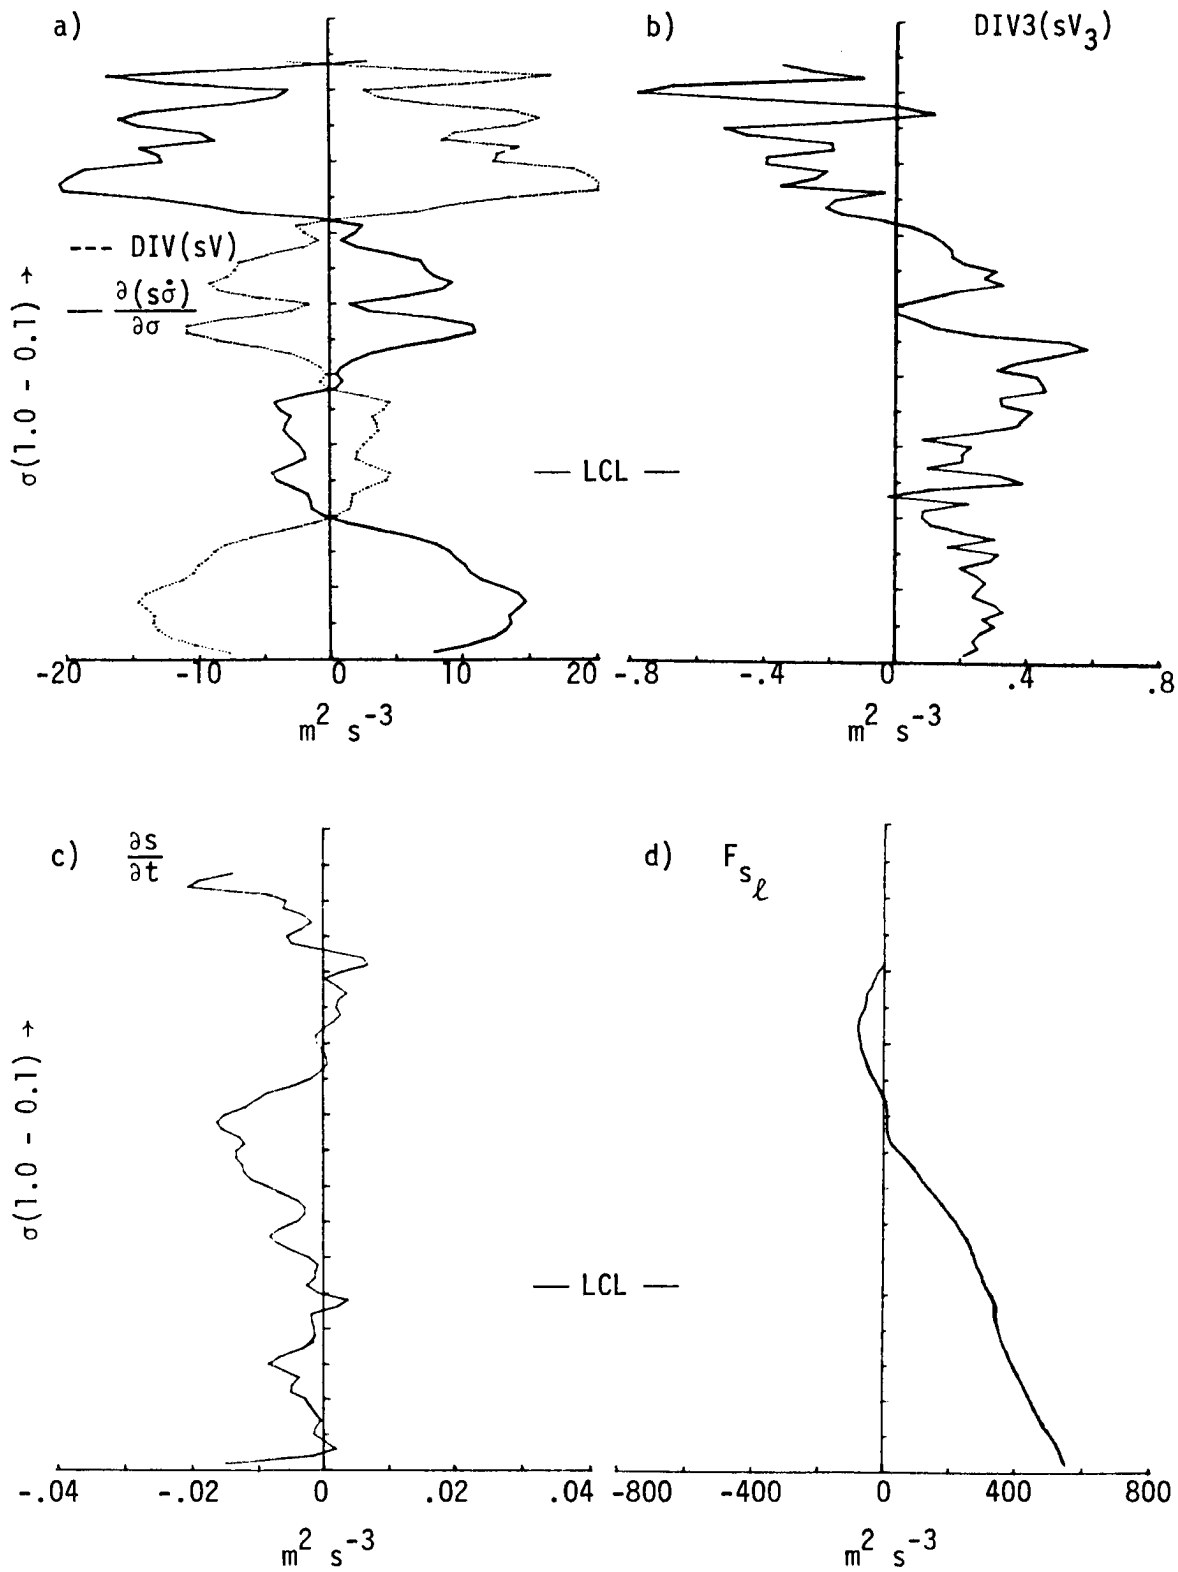 a)
b) DIV3(sV₃)
--- DIV(sV)
— ∂(sσ̇)/∂σ
σ(1.0 - 0.1) →
— LCL —
-20 -10 0 10 20
m² s⁻³
-.8 -.4 0 .4 .8
m² s⁻³
c) ∂s/∂t
d) F_{s_ℓ}
σ(1.0 - 0.1) →
— LCL —
-.04 -.02 0 .02 .04
m² s⁻³
-800 -400 0 400 800
m² s⁻³